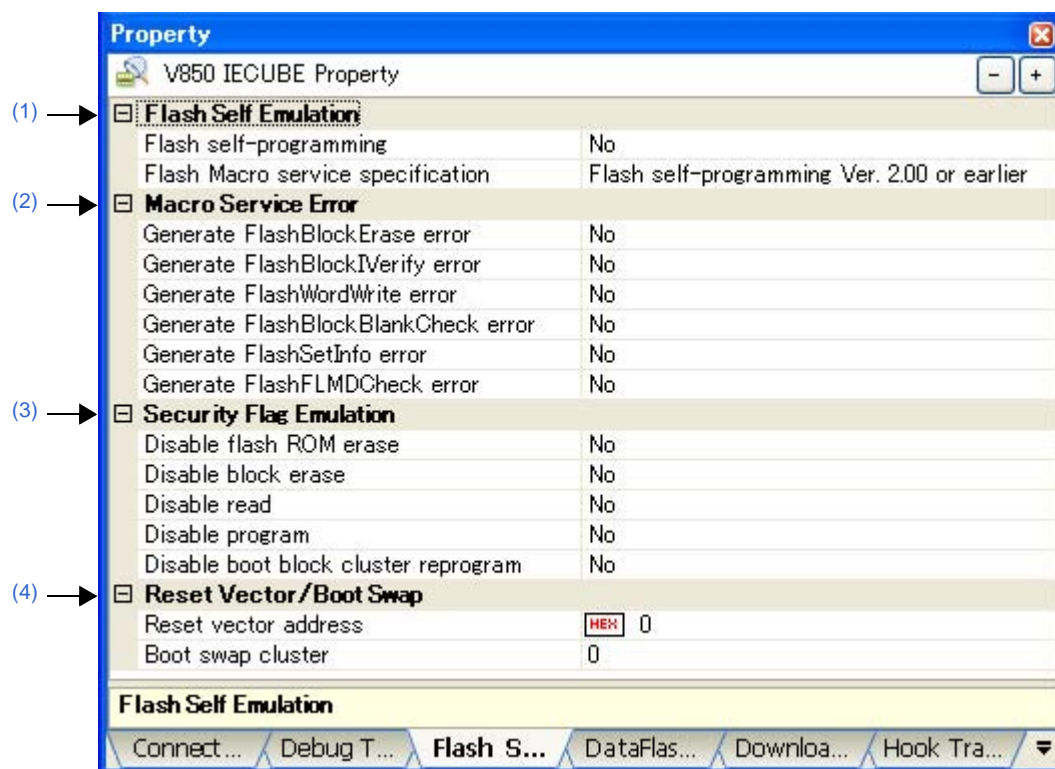 Property
V850 IECUBE Property - +
(1) Flash Self Emulation
Flash self-programming No
Flash Macro service specification Flash self-programming Ver. 2.00 or earlier
(2) Macro Service Error
Generate FlashBlockErase error No
Generate FlashBlockIVerify error No
Generate FlashWordWrite error No
Generate FlashBlockBlankCheck error No
Generate FlashSetInfo error No
Generate FlashFLMDCheck error No
(3) Security Flag Emulation
Disable flash ROM erase No
Disable block erase No
Disable read No
Disable program No
Disable boot block cluster reprogram No
(4) Reset Vector/Boot Swap
Reset vector address HEX 0
Boot swap cluster 0
Flash Self Emulation
Connect... Debug T... Flash S... DataFlas... Downloa... Hook Tra...